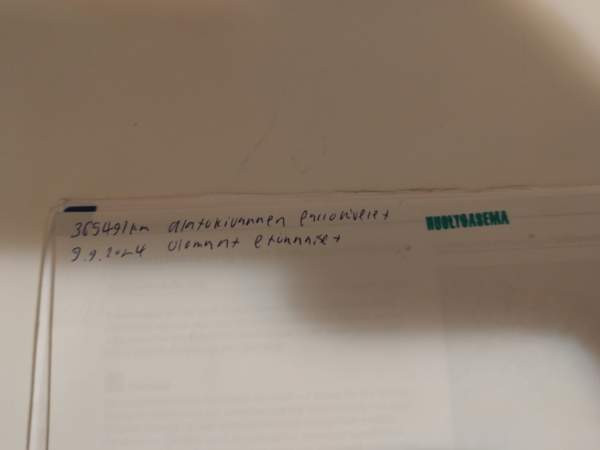 365491km alatukivarren pallonivelet
HUOLTOASEMA
9.9.2024 Ulommat